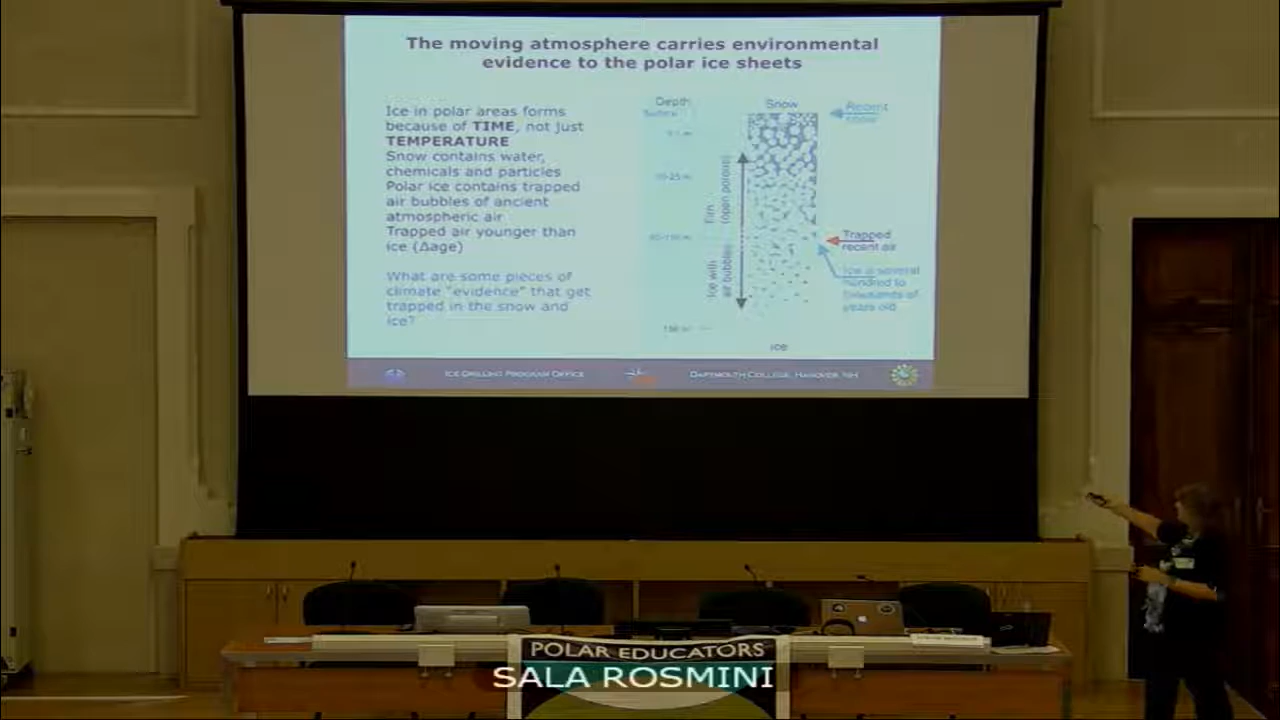 The moving atmosphere carries environmental
evidence to the polar ice sheets
Ice in polar areas forms
because of TIME, not just
TEMPERATURE
Snow contains water,
chemicals and particles
Polar ice contains trapped
air bubbles of ancient
atmospheric air
Trapped air younger than
ice (Δage)
What are some pieces of
climate "evidence" that get
trapped in the snow and
ice?
Depth
Surface
Snow
Recent
snow
Firn
(open porous)
Ice with
air bubbles
Trapped
recent air
Ice is several
hundred to
thousands of
years old
ice
ICE DRILLING PROGRAM OFFICE
DARTMOUTH COLLEGE, HANOVER NH
POLAR EDUCATORS
SALA ROSMINI